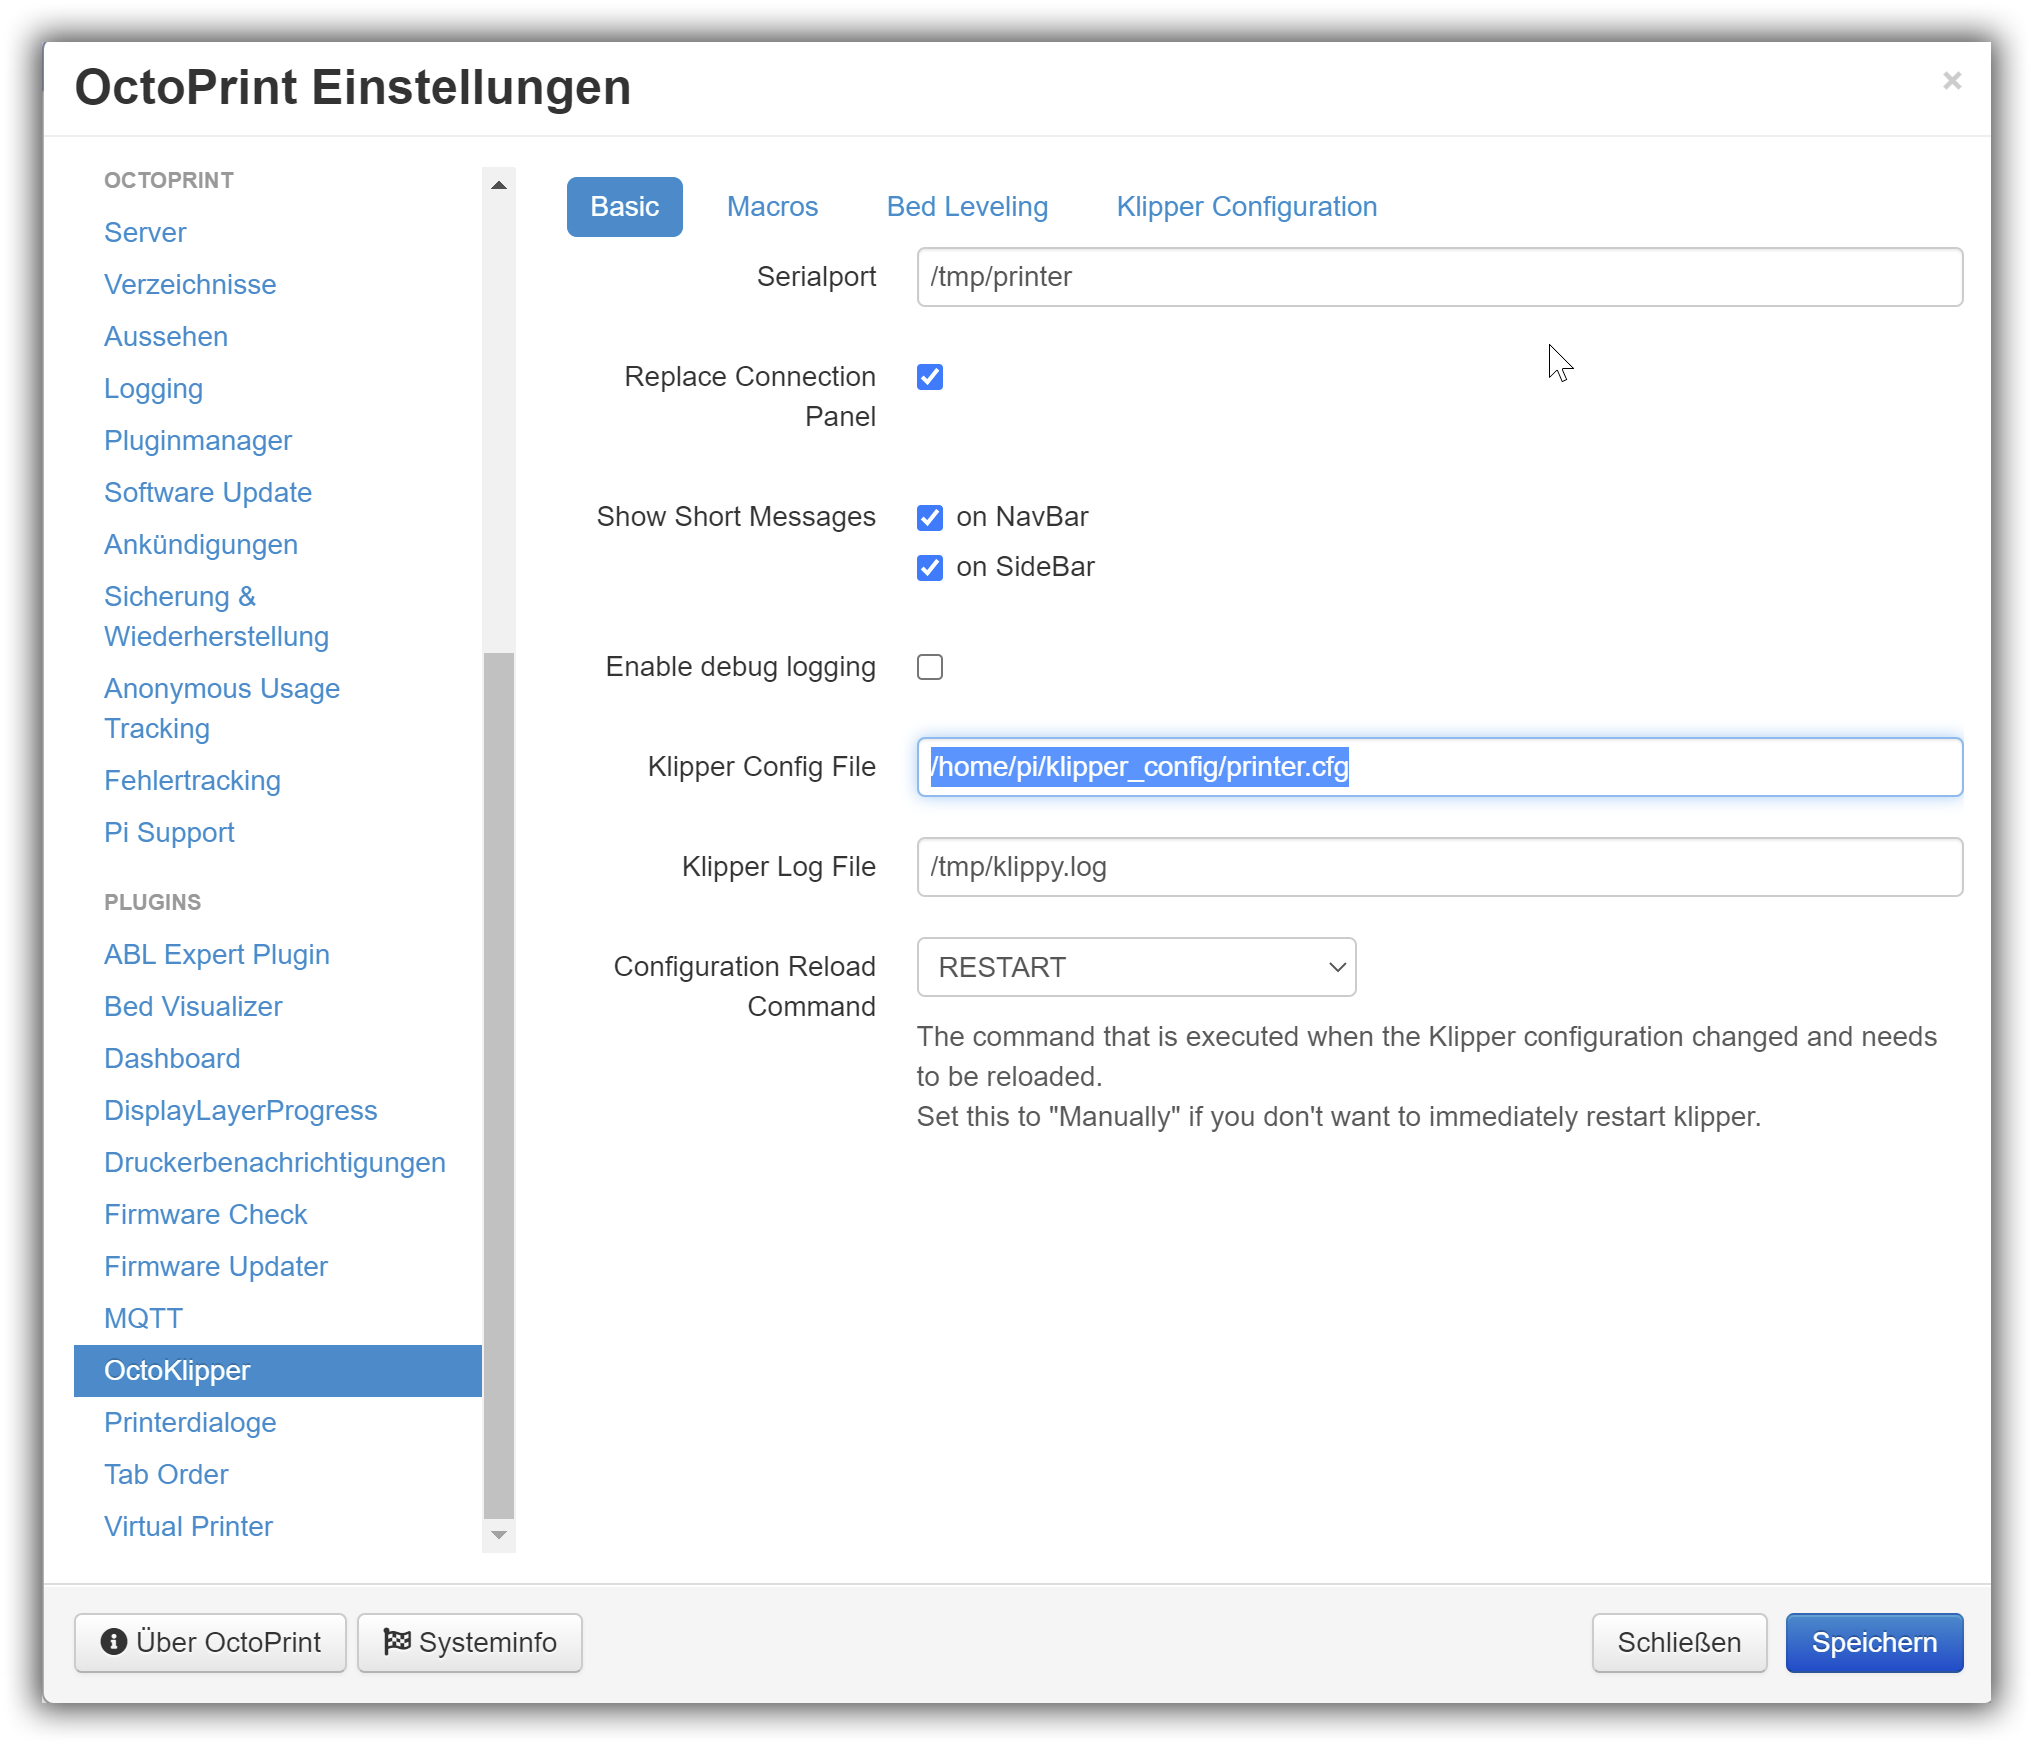 OctoPrint Einstellungen
×
OCTOPRINT
Server
Verzeichnisse
Aussehen
Logging
Pluginmanager
Software Update
Ankündigungen
Sicherung &
Wiederherstellung
Anonymous Usage
Tracking
Fehlertracking
Pi Support
PLUGINS
ABL Expert Plugin
Bed Visualizer
Dashboard
DisplayLayerProgress
Druckerbenachrichtigungen
Firmware Check
Firmware Updater
MQTT
OctoKlipper
Printerdialoge
Tab Order
Virtual Printer
Basic Macros Bed Leveling Klipper Configuration
Serialport /tmp/printer
Replace Connection
Panel
Show Short Messages on NavBar
on SideBar
Enable debug logging
Klipper Config File /home/pi/klipper_config/printer.cfg
Klipper Log File /tmp/klippy.log
Configuration Reload
Command
RESTART
The command that is executed when the Klipper configuration changed and needs
to be reloaded.
Set this to "Manually" if you don't want to immediately restart klipper.
Über OctoPrint Systeminfo Schließen Speichern